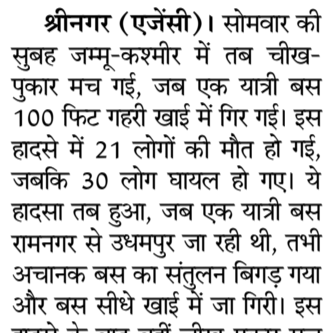 श्रीनगर (एजेंसी)। सोमवार की
सुबह जम्मू-कश्मीर में तब चीख-
पुकार मच गई, जब एक यात्री बस
100 फिट गहरी खाई में गिर गई। इस
हादसे में 21 लोगों की मौत हो गई,
जबकि 30 लोग घायल हो गए। ये
हादसा तब हुआ, जब एक यात्री बस
रामनगर से उधमपुर जा रही थी, तभी
अचानक बस का संतुलन बिगड़ गया
और बस सीधे खाई में जा गिरी। इस